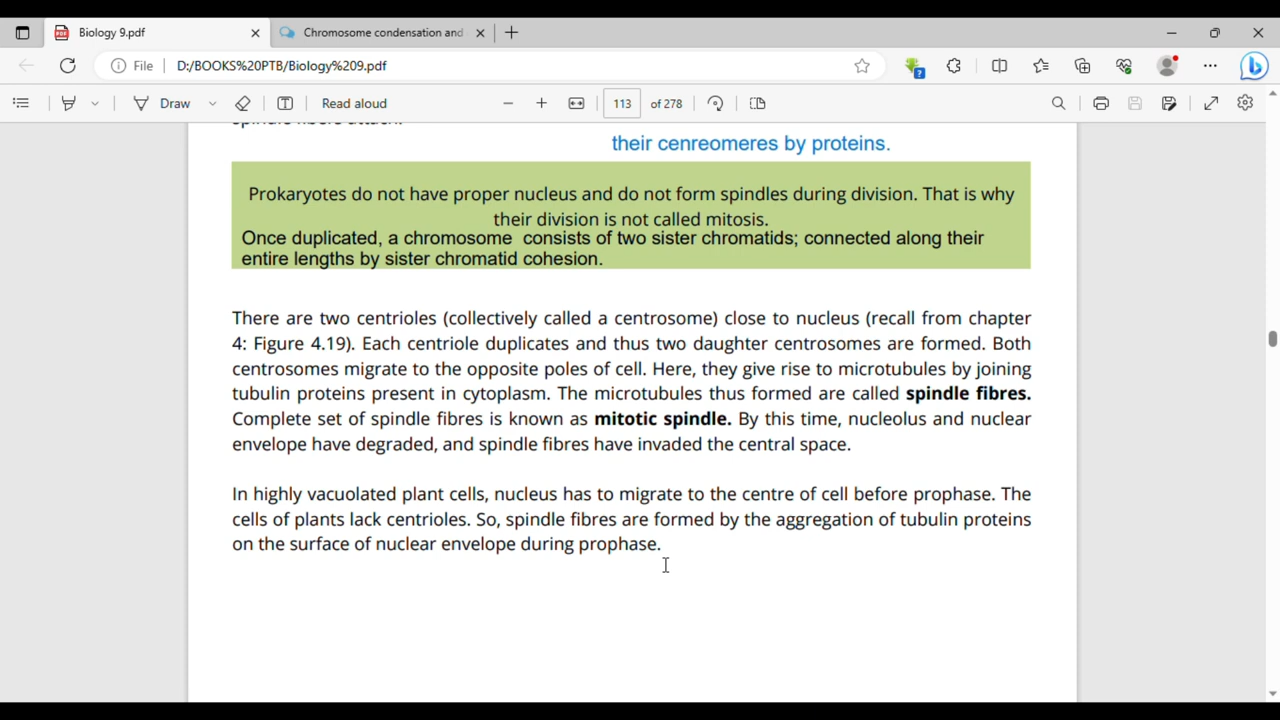 Biology 9.pdf
Chromosome condensation and
File
D:/BOOKS%20PTB/Biology%209.pdf
Draw
Read aloud
113
of 278
their cenreomeres by proteins.
Prokaryotes do not have proper nucleus and do not form spindles during division. That is why
their division is not called mitosis.
Once duplicated, a chromosome consists of two sister chromatids; connected along their
entire lengths by sister chromatid cohesion.
There are two centrioles (collectively called a centrosome) close to nucleus (recall from chapter
4: Figure 4.19). Each centriole duplicates and thus two daughter centrosomes are formed. Both
centrosomes migrate to the opposite poles of cell. Here, they give rise to microtubules by joining
tubulin proteins present in cytoplasm. The microtubules thus formed are called spindle fibres.
Complete set of spindle fibres is known as mitotic spindle. By this time, nucleolus and nuclear
envelope have degraded, and spindle fibres have invaded the central space.
In highly vacuolated plant cells, nucleus has to migrate to the centre of cell before prophase. The
cells of plants lack centrioles. So, spindle fibres are formed by the aggregation of tubulin proteins
on the surface of nuclear envelope during prophase.